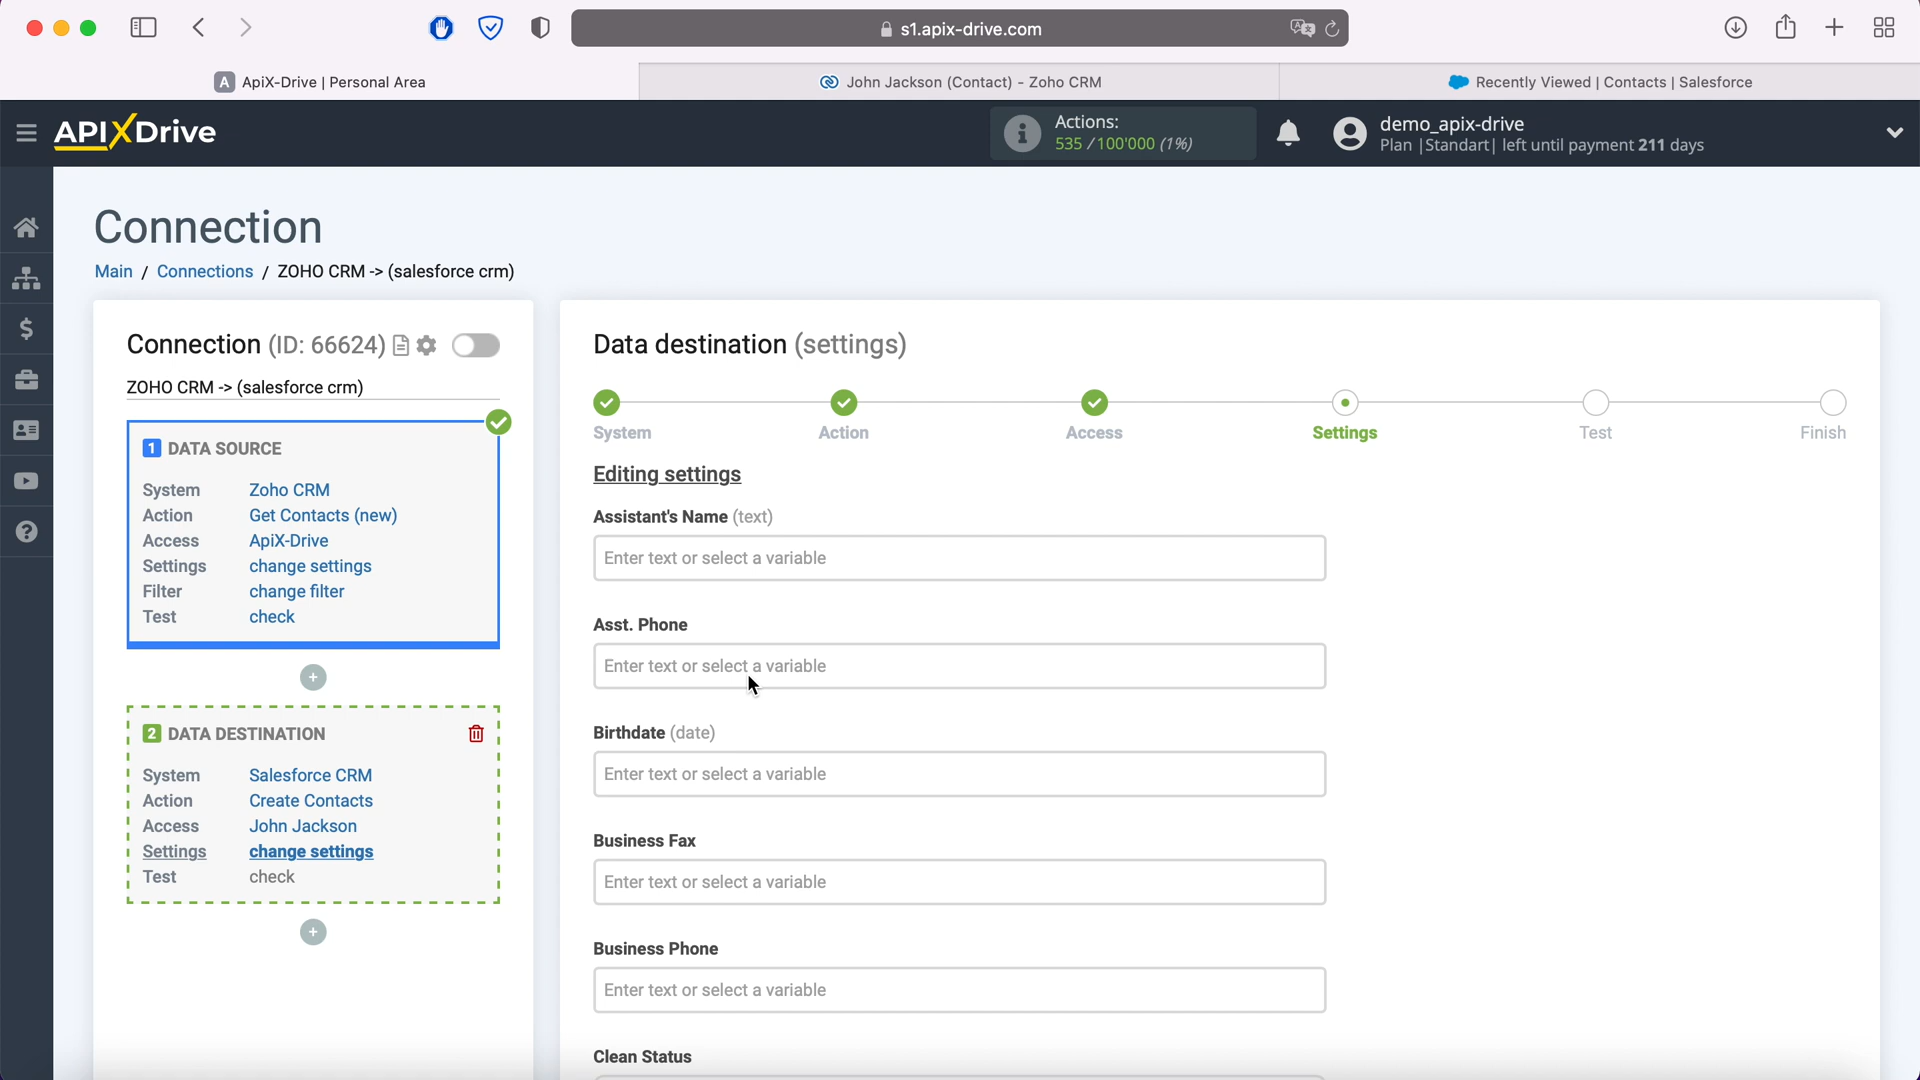 s1.apix-drive.com
A ApiX-Drive | Personal Area
John Jackson (Contact) - Zoho CRM
Recently Viewed | Contacts | Salesforce
APIXDrive
Actions:
535 / 100'000 (1%)
demo_apix-drive
Plan |Standart| left until payment 211 days
Connection
Main / Connections / ZOHO CRM -> (salesforce crm)
Connection (ID: 66624)
ZOHO CRM -> (salesforce crm)
1 DATA SOURCE
System Zoho CRM
Action Get Contacts (new)
Access ApiX-Drive
Settings change settings
Filter change filter
Test check
2 DATA DESTINATION
System Salesforce CRM
Action Create Contacts
Access John Jackson
Settings change settings
Test check
Data destination (settings)
System Action Access Settings Test Finish
Editing settings
Assistant's Name (text)
Enter text or select a variable
Asst. Phone
Enter text or select a variable
Birthdate (date)
Enter text or select a variable
Business Fax
Enter text or select a variable
Business Phone
Enter text or select a variable
Clean Status